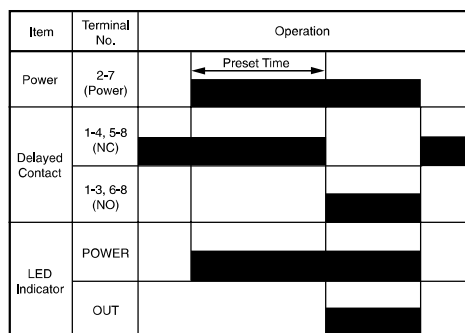 Item
Terminal
No.
Operation
Power
2-7
(Power)
Preset Time
Delayed
Contact
1-4, 5-8
(NC)
1-3, 6-8
(NO)
LED
Indicator
POWER
OUT